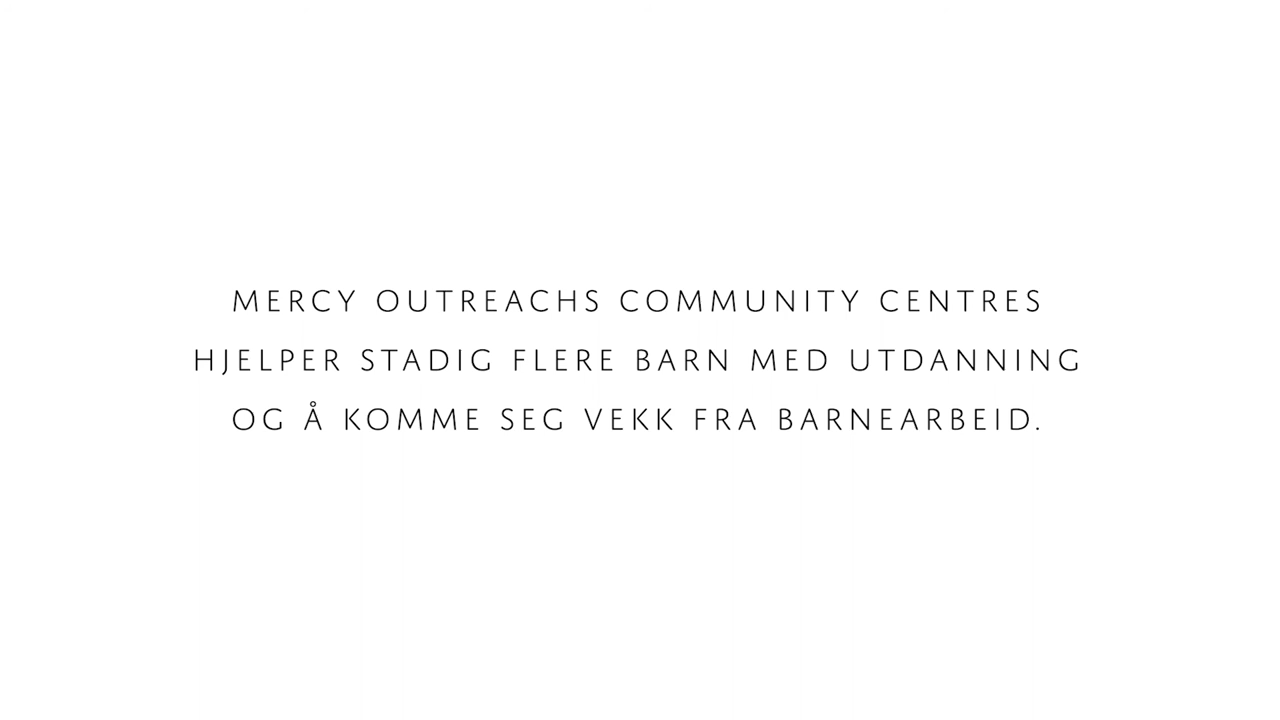 MERCY OUTREACHS COMMUNITY CENTRES
HJELPER STADIG FLERE BARN MED UTDANNING
OG Å KOMME SEG VEKK FRA BARNEARBEID.